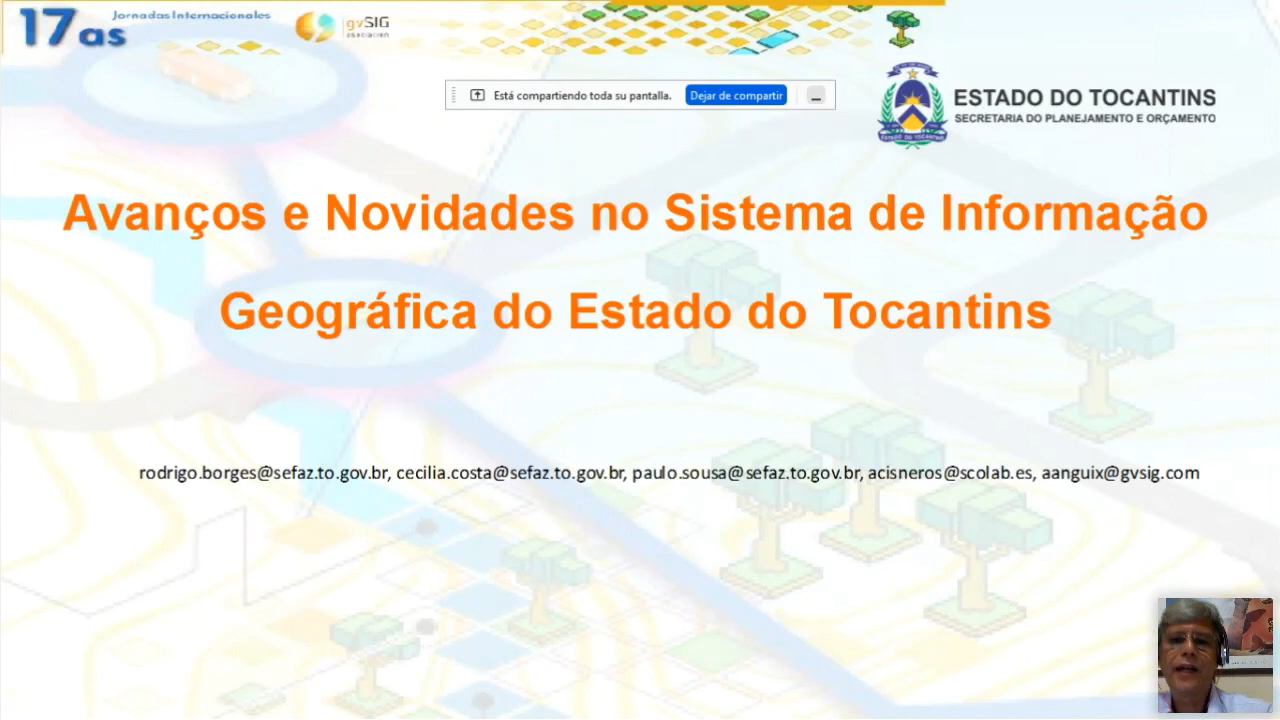 17as Jornadas Internacionales
gvSIG
association
Está compartiendo toda su pantalla. Dejar de compartir
ESTADO DO TOCANTINS
SECRETARIA DO PLANEJAMENTO E ORÇAMENTO
Avanços e Novidades no Sistema de Informação
Geográfica do Estado do Tocantins
rodrigo.borges@sefaz.to.gov.br, cecilia.costa@sefaz.to.gov.br, paulo.sousa@sefaz.to.gov.br, acisneros@scolab.es, aanguix@gvsig.com